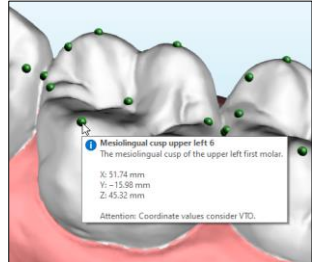 Mesiolingual cusp upper left 6
The mesiolingual cusp of the upper left first molar.
X: 51.74 mm
Y: −15.98 mm
Z: 45.32 mm
Attention: Coordinate values consider VTO.